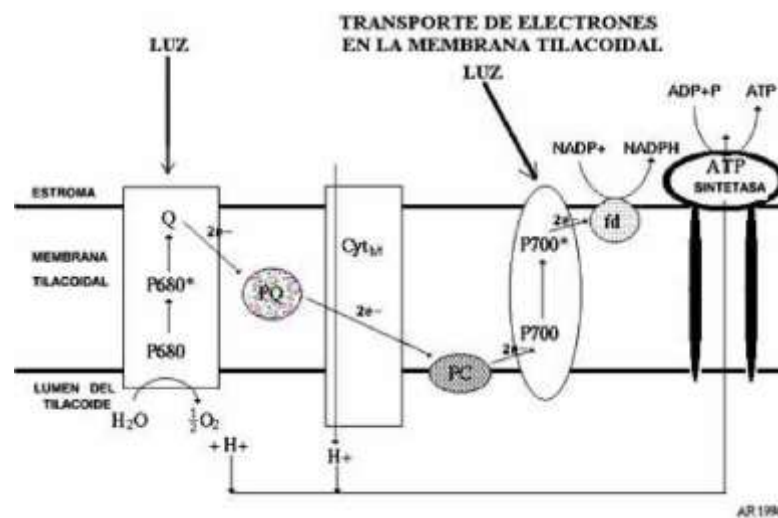 TRANSPORTE DE ELECTRONES
EN LA MEMBRANA TILACOIDAL
LUZ
LUZ
ADP+P
ATP
NADP+
NADPH
ATP
SINTETASA
ESTROMA
Q
2e-
fd
2e-
P700*
Cyt b/f
MEMBRANA
TILACOIDAL
P680*
PQ
2e-
P700
P680
2e-
PC
LUMEN DEL
TILACOIDE
H2O
½O2
+ H+
H+